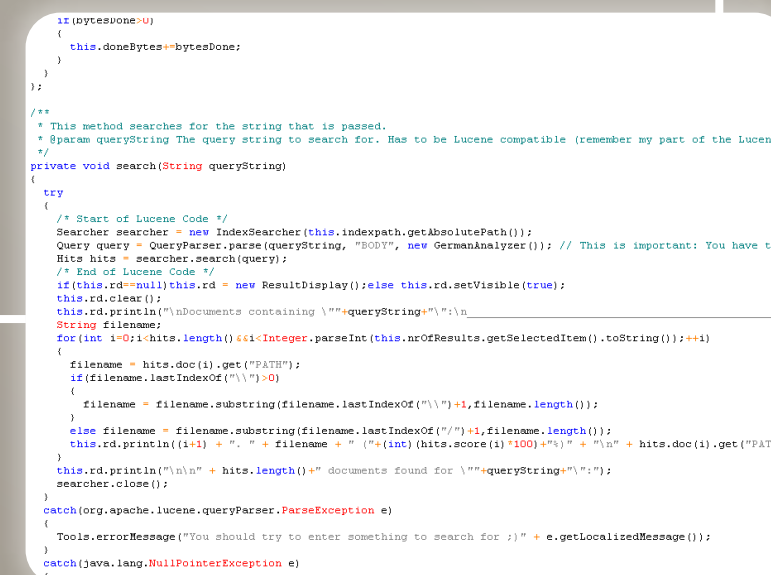 if(bytesDone>0)
{
this.doneBytes+=bytesDone;
}
}
};
/**
* This method searches for the string that is passed.
* @param queryString The query string to search for. Has to be Lucene compatible (remember my part of the Lucen
*/
private void search(String queryString)
{
try
{
/* Start of Lucene Code */
Searcher searcher = new IndexSearcher(this.indexpath.getAbsolutePath());
Query query = QueryParser.parse(queryString, "BODY", new GermanAnalyzer()); // This is important: You have t
Hits hits = searcher.search(query);
/* End of Lucene Code */
if(this.rd==null)this.rd = new ResultDisplay();else this.rd.setVisible(true);
this.rd.clear();
this.rd.println("\nDocuments containing \""+queryString+"\":\n
String filename;
for(int i=0;i<hits.length()&&i<Integer.parseInt(this.nrOfResults.getSelectedItem().toString());++i)
{
filename = hits.doc(i).get("PATH");
if(filename.lastIndexOf("\\")>0)
{
filename = filename.substring(filename.lastIndexOf("\\")+1,filename.length());
}
else filename = filename.substring(filename.lastIndexOf("/")+1,filename.length());
this.rd.println((i+1) + ". " + filename + " ("+(int)(hits.score(i)*100)+"%)" + "\n" + hits.doc(i).get("PAT
}
this.rd.println("\n\n" + hits.length()+" documents found for \""+queryString+"\":");
searcher.close();
}
catch(org.apache.lucene.queryParser.ParseException e)
{
Tools.errorMessage("You should try to enter something to search for ;)" + e.getLocalizedMessage());
}
catch(java.lang.NullPointerException e)
{